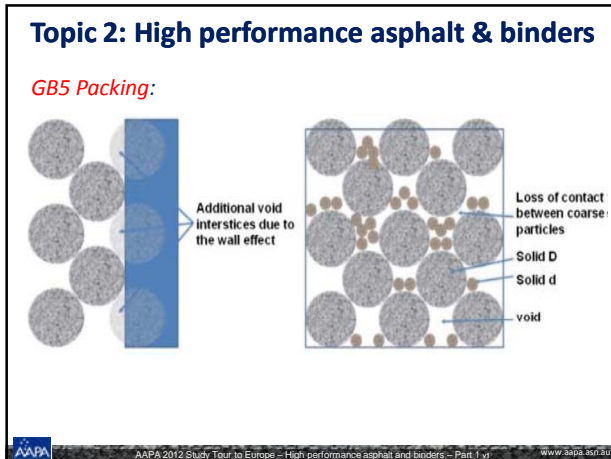 Topic 2: High performance asphalt & binders
GB5 Packing:
Additional void
interstices due to
the wall effect
Loss of contact
between coarse
particles
Solid D
Solid d
void
AAPA
AAPA 2012 Study Tour to Europe – High performance asphalt and binders – Part 1 v1
www.aapa.asn.au